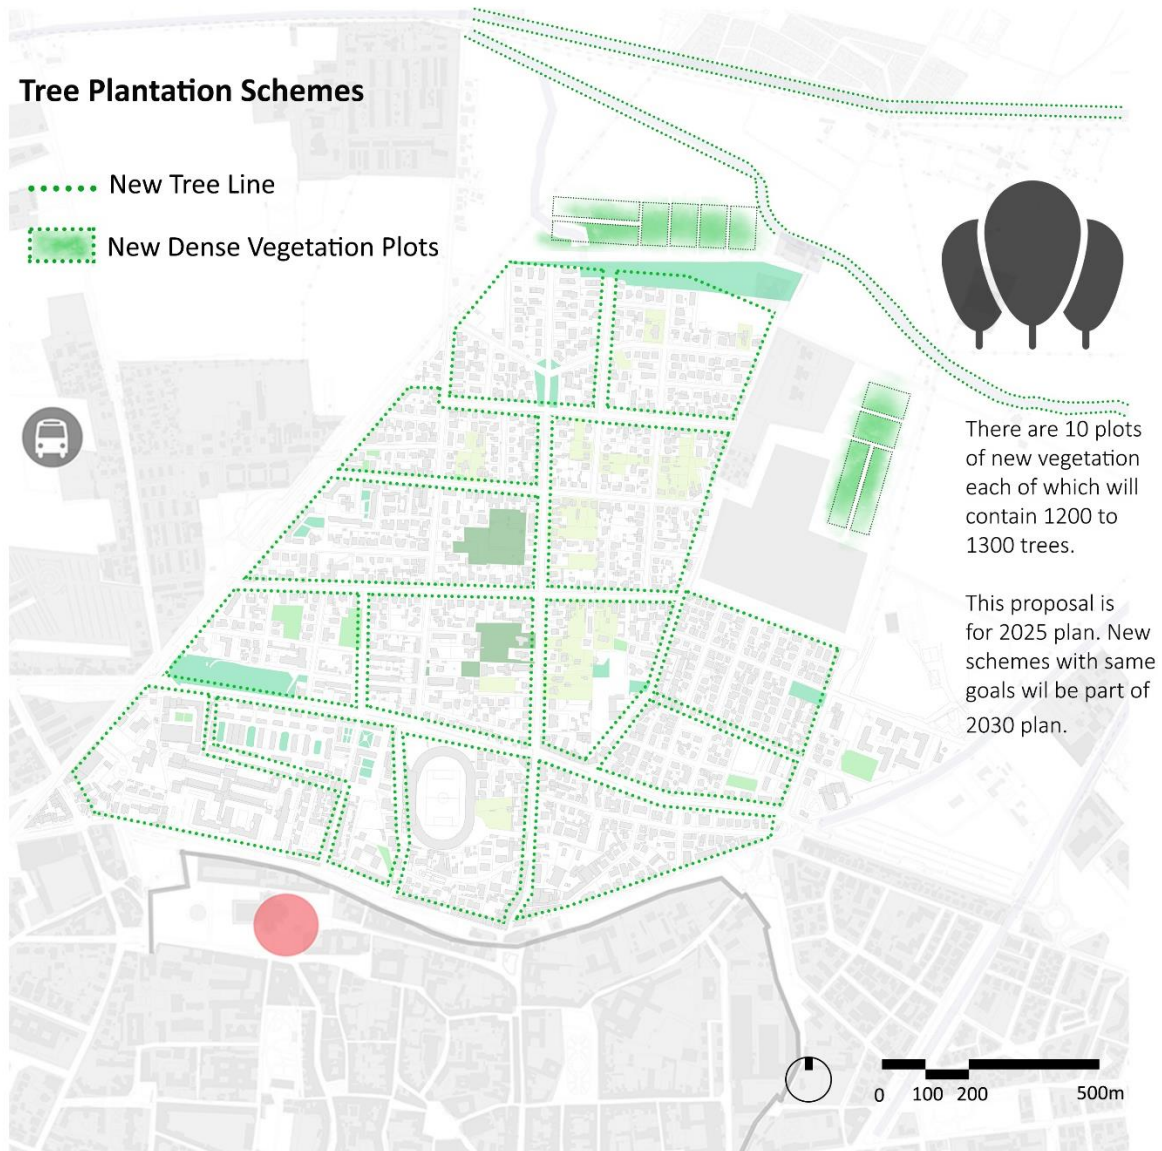 Tree Plantation Schemes
New Tree Line
New Dense Vegetation Plots
There are 10 plots
of new vegetation
each of which will
contain 1200 to
1300 trees.
This proposal is
for 2025 plan. New
schemes with same
goals wil be part of
2030 plan.
0 100 200 500m